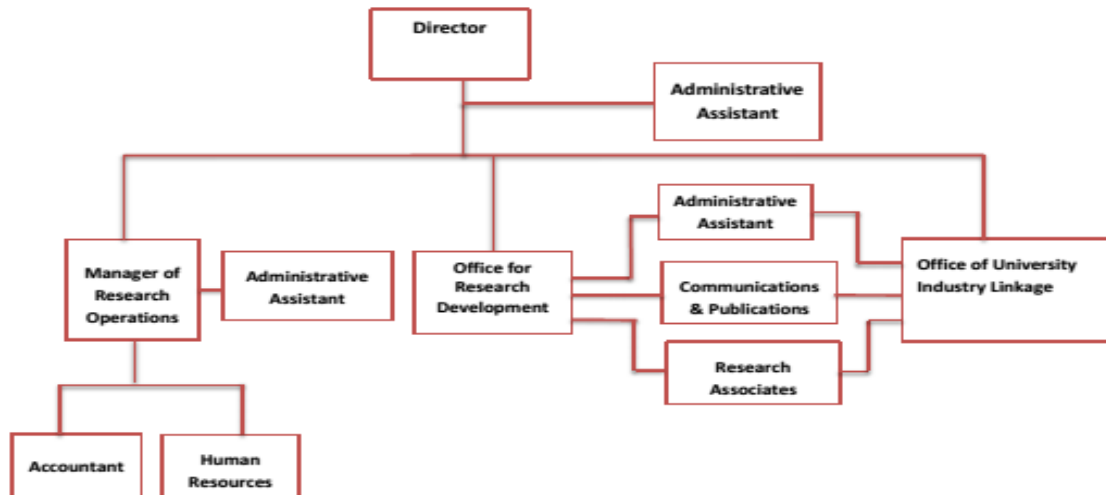 Director
Administrative
Assistant
Administrative
Assistant
Manager of
Research
Operations
Administrative
Assistant
Office for
Research
Development
Communications
& Publications
Office of University
Industry Linkage
Research
Associates
Accountant
Human
Resources